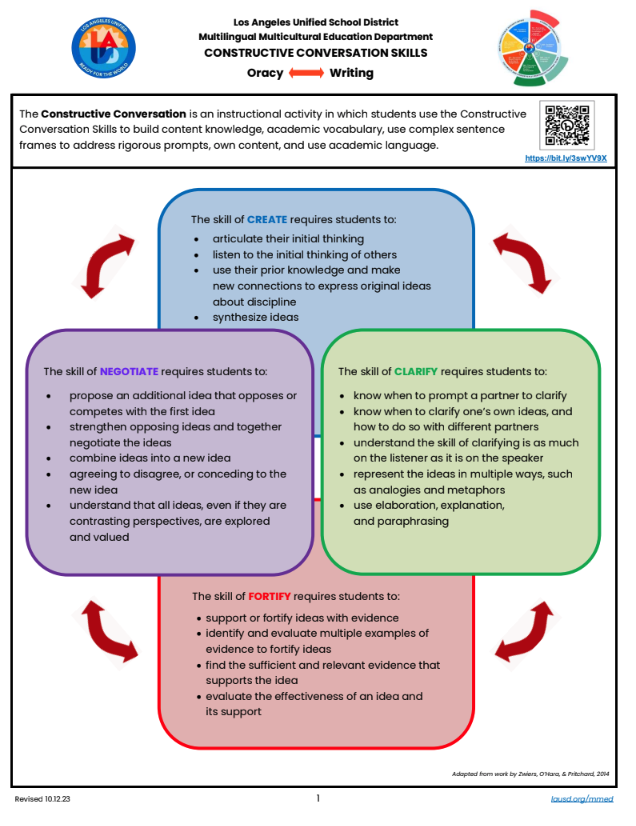 LOS ANGELES UNIFIED
READY FOR THE WORLD
Los Angeles Unified School District
Multilingual Multicultural Education Department
CONSTRUCTIVE CONVERSATION SKILLS
Oracy Writing
The Constructive Conversation is an instructional activity in which students use the Constructive
Conversation Skills to build content knowledge, academic vocabulary, use complex sentence
frames to address rigorous prompts, own content, and use academic language.
https://bit.ly/3swYV9X
The skill of CREATE requires students to:
• articulate their initial thinking
• listen to the initial thinking of others
• use their prior knowledge and make
new connections to express original ideas
about discipline
• synthesize ideas
The skill of NEGOTIATE requires students to:
• propose an additional idea that opposes or
competes with the first idea
• strengthen opposing ideas and together
negotiate the ideas
• combine ideas into a new idea
• agreeing to disagree, or conceding to the
new idea
• understand that all ideas, even if they are
contrasting perspectives, are explored
and valued
The skill of CLARIFY requires students to:
• know when to prompt a partner to clarify
• know when to clarify one's own ideas, and
how to do so with different partners
• understand the skill of clarifying is as much
on the listener as it is on the speaker
• represent the ideas in multiple ways, such
as analogies and metaphors
• use elaboration, explanation,
and paraphrasing
The skill of FORTIFY requires students to:
• support or fortify ideas with evidence
• identify and evaluate multiple examples of
evidence to fortify ideas
• find the sufficient and relevant evidence that
supports the idea
• evaluate the effectiveness of an idea and
its support
Adapted from work by Zwiers, O'Hara, & Pritchard, 2014
Revised 10.12.23
1
lausd.org/mmed